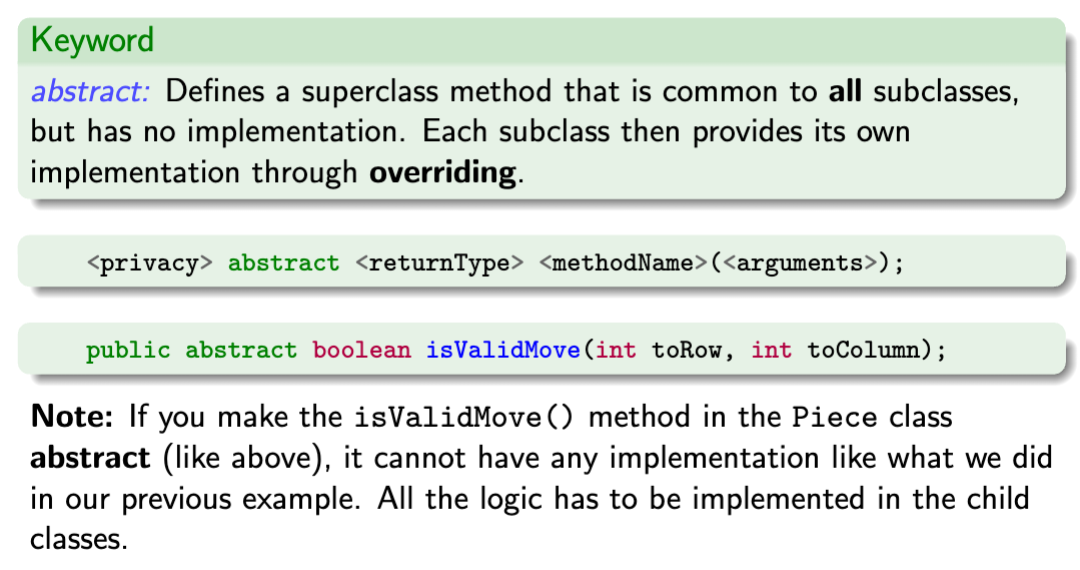 Keyword
abstract: Defines a superclass method that is common to all subclasses,
but has no implementation. Each subclass then provides its own
implementation through overriding.
<privacy> abstract <returnType> <methodName>(<arguments>);
public abstract boolean isValidMove(int toRow, int toColumn);
Note: If you make the isValidMove() method in the Piece class
abstract (like above), it cannot have any implementation like what we did
in our previous example. All the logic has to be implemented in the child
classes.